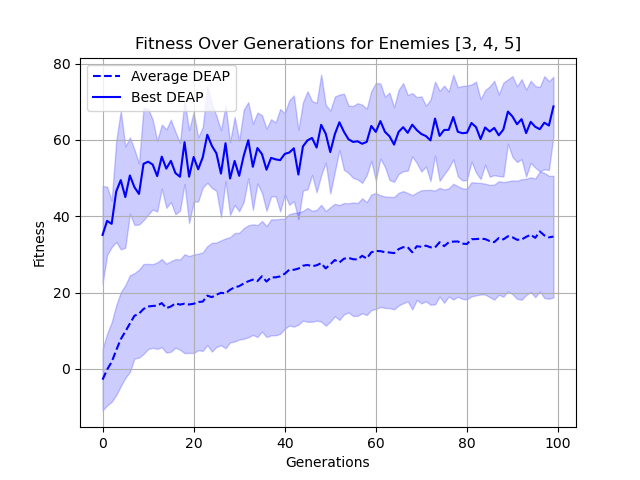 Fitness Over Generations for Enemies [3, 4, 5]
Average DEAP
Best DEAP
80
60
40
20
0
Fitness
0 20 40 60 80 100
Generations